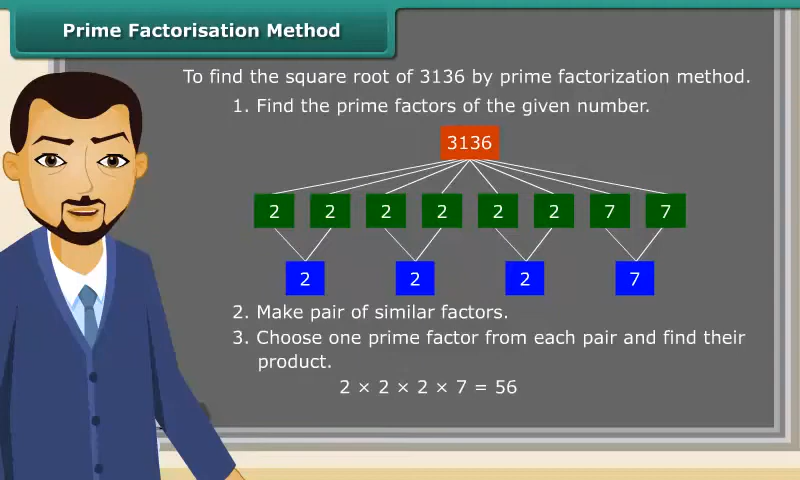 Prime Factorisation Method
To find the square root of 3136 by prime factorization method.
1. Find the prime factors of the given number.
3136
2 2 2 2 2 2 7 7
2 2 2 7
2. Make pair of similar factors.
3. Choose one prime factor from each pair and find their
product.
2 × 2 × 2 × 7 = 56